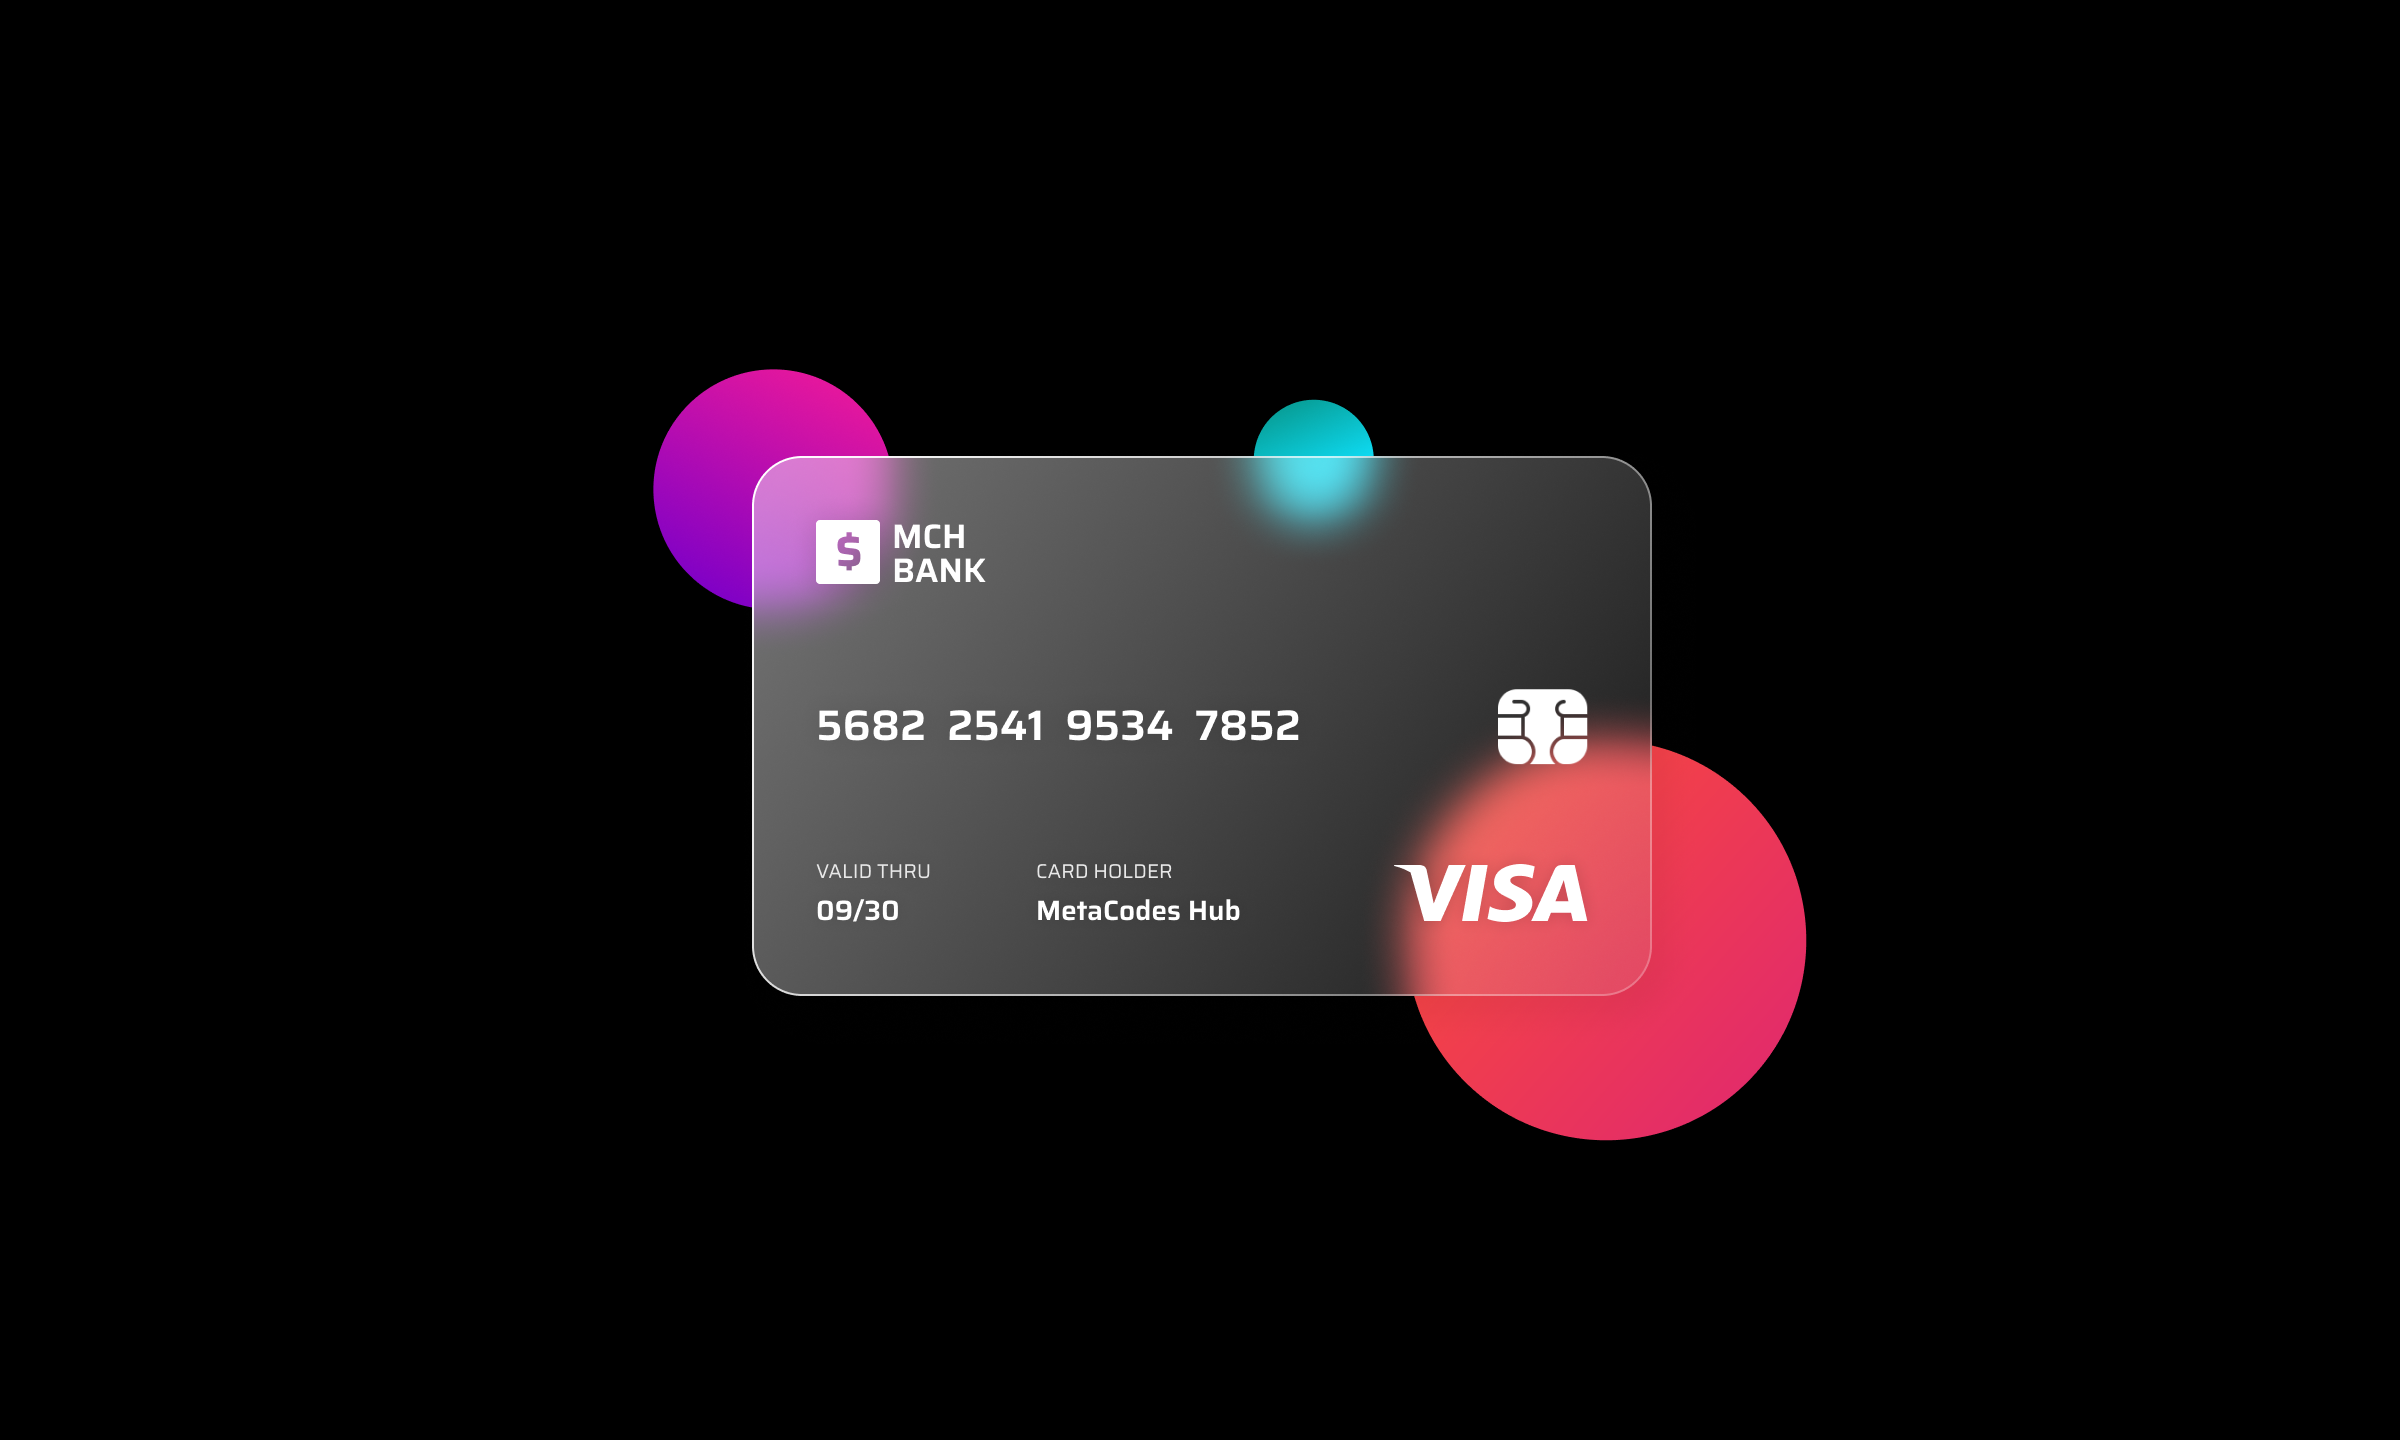 $
MCH
BANK
5682 2541 9534 7852
VALID THRU
09/30
CARD HOLDER
MetaCodes Hub
VISA